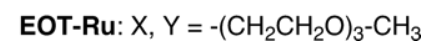 EOT-Ru: X, Y = -(CH₂CH₂O)₃-CH₃